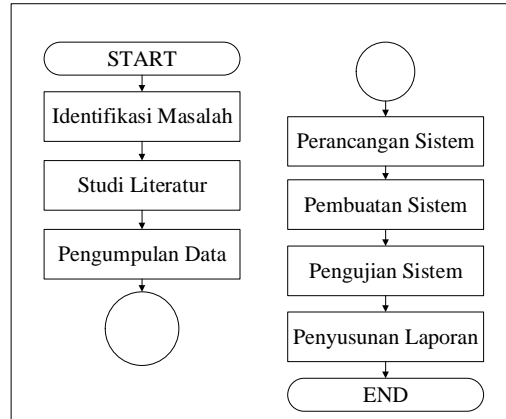 START
Identifikasi Masalah
Studi Literatur
Pengumpulan Data
Perancangan Sistem
Pembuatan Sistem
Pengujian Sistem
Penyusunan Laporan
END